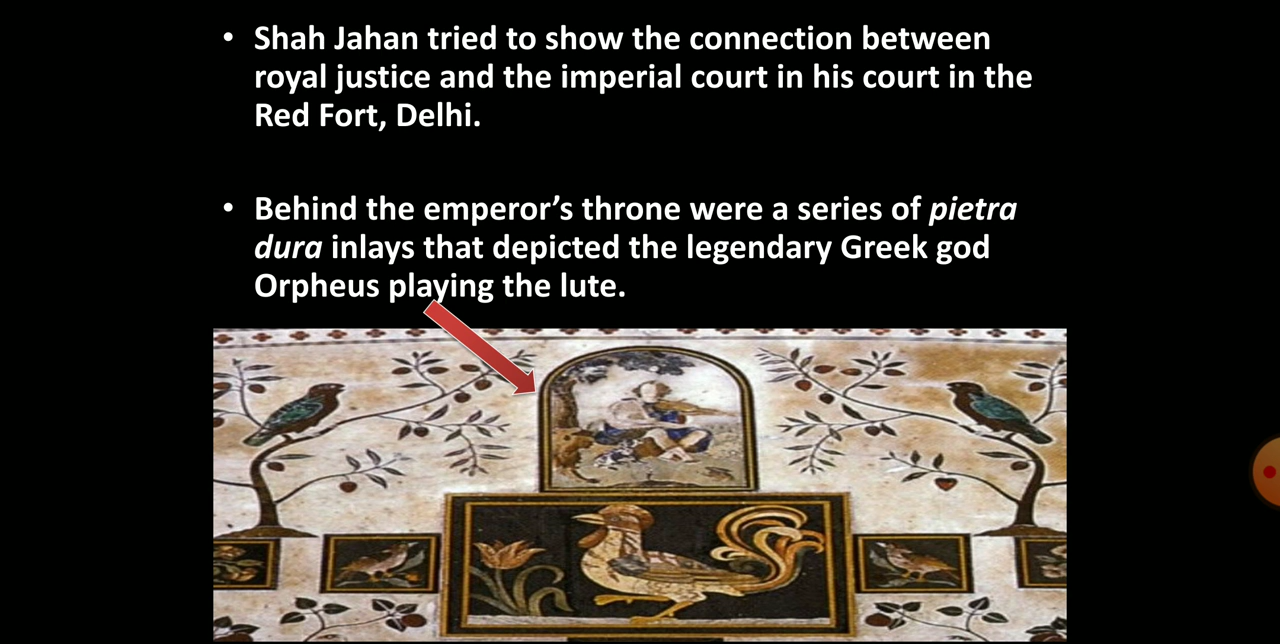 • Shah Jahan tried to show the connection between
royal justice and the imperial court in his court in the
Red Fort, Delhi.
• Behind the emperor’s throne were a series of pietra
dura inlays that depicted the legendary Greek god
Orpheus playing the lute.